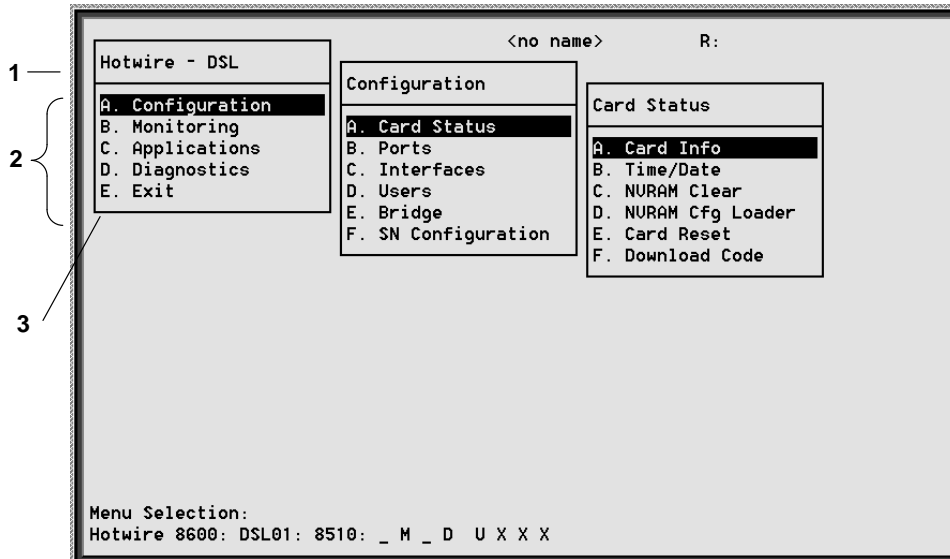 <no name> R:
Hotwire - DSL
A. Configuration
B. Monitoring
C. Applications
D. Diagnostics
E. Exit
Configuration
A. Card Status
B. Ports
C. Interfaces
D. Users
E. Bridge
F. SN Configuration
Card Status
A. Card Info
B. Time/Date
C. NVRAM Clear
D. NVRAM Cfg Loader
E. Card Reset
F. Download Code
1
2
3
Menu Selection:
Hotwire 8600: DSL01: 8510: _ M _ D U X X X